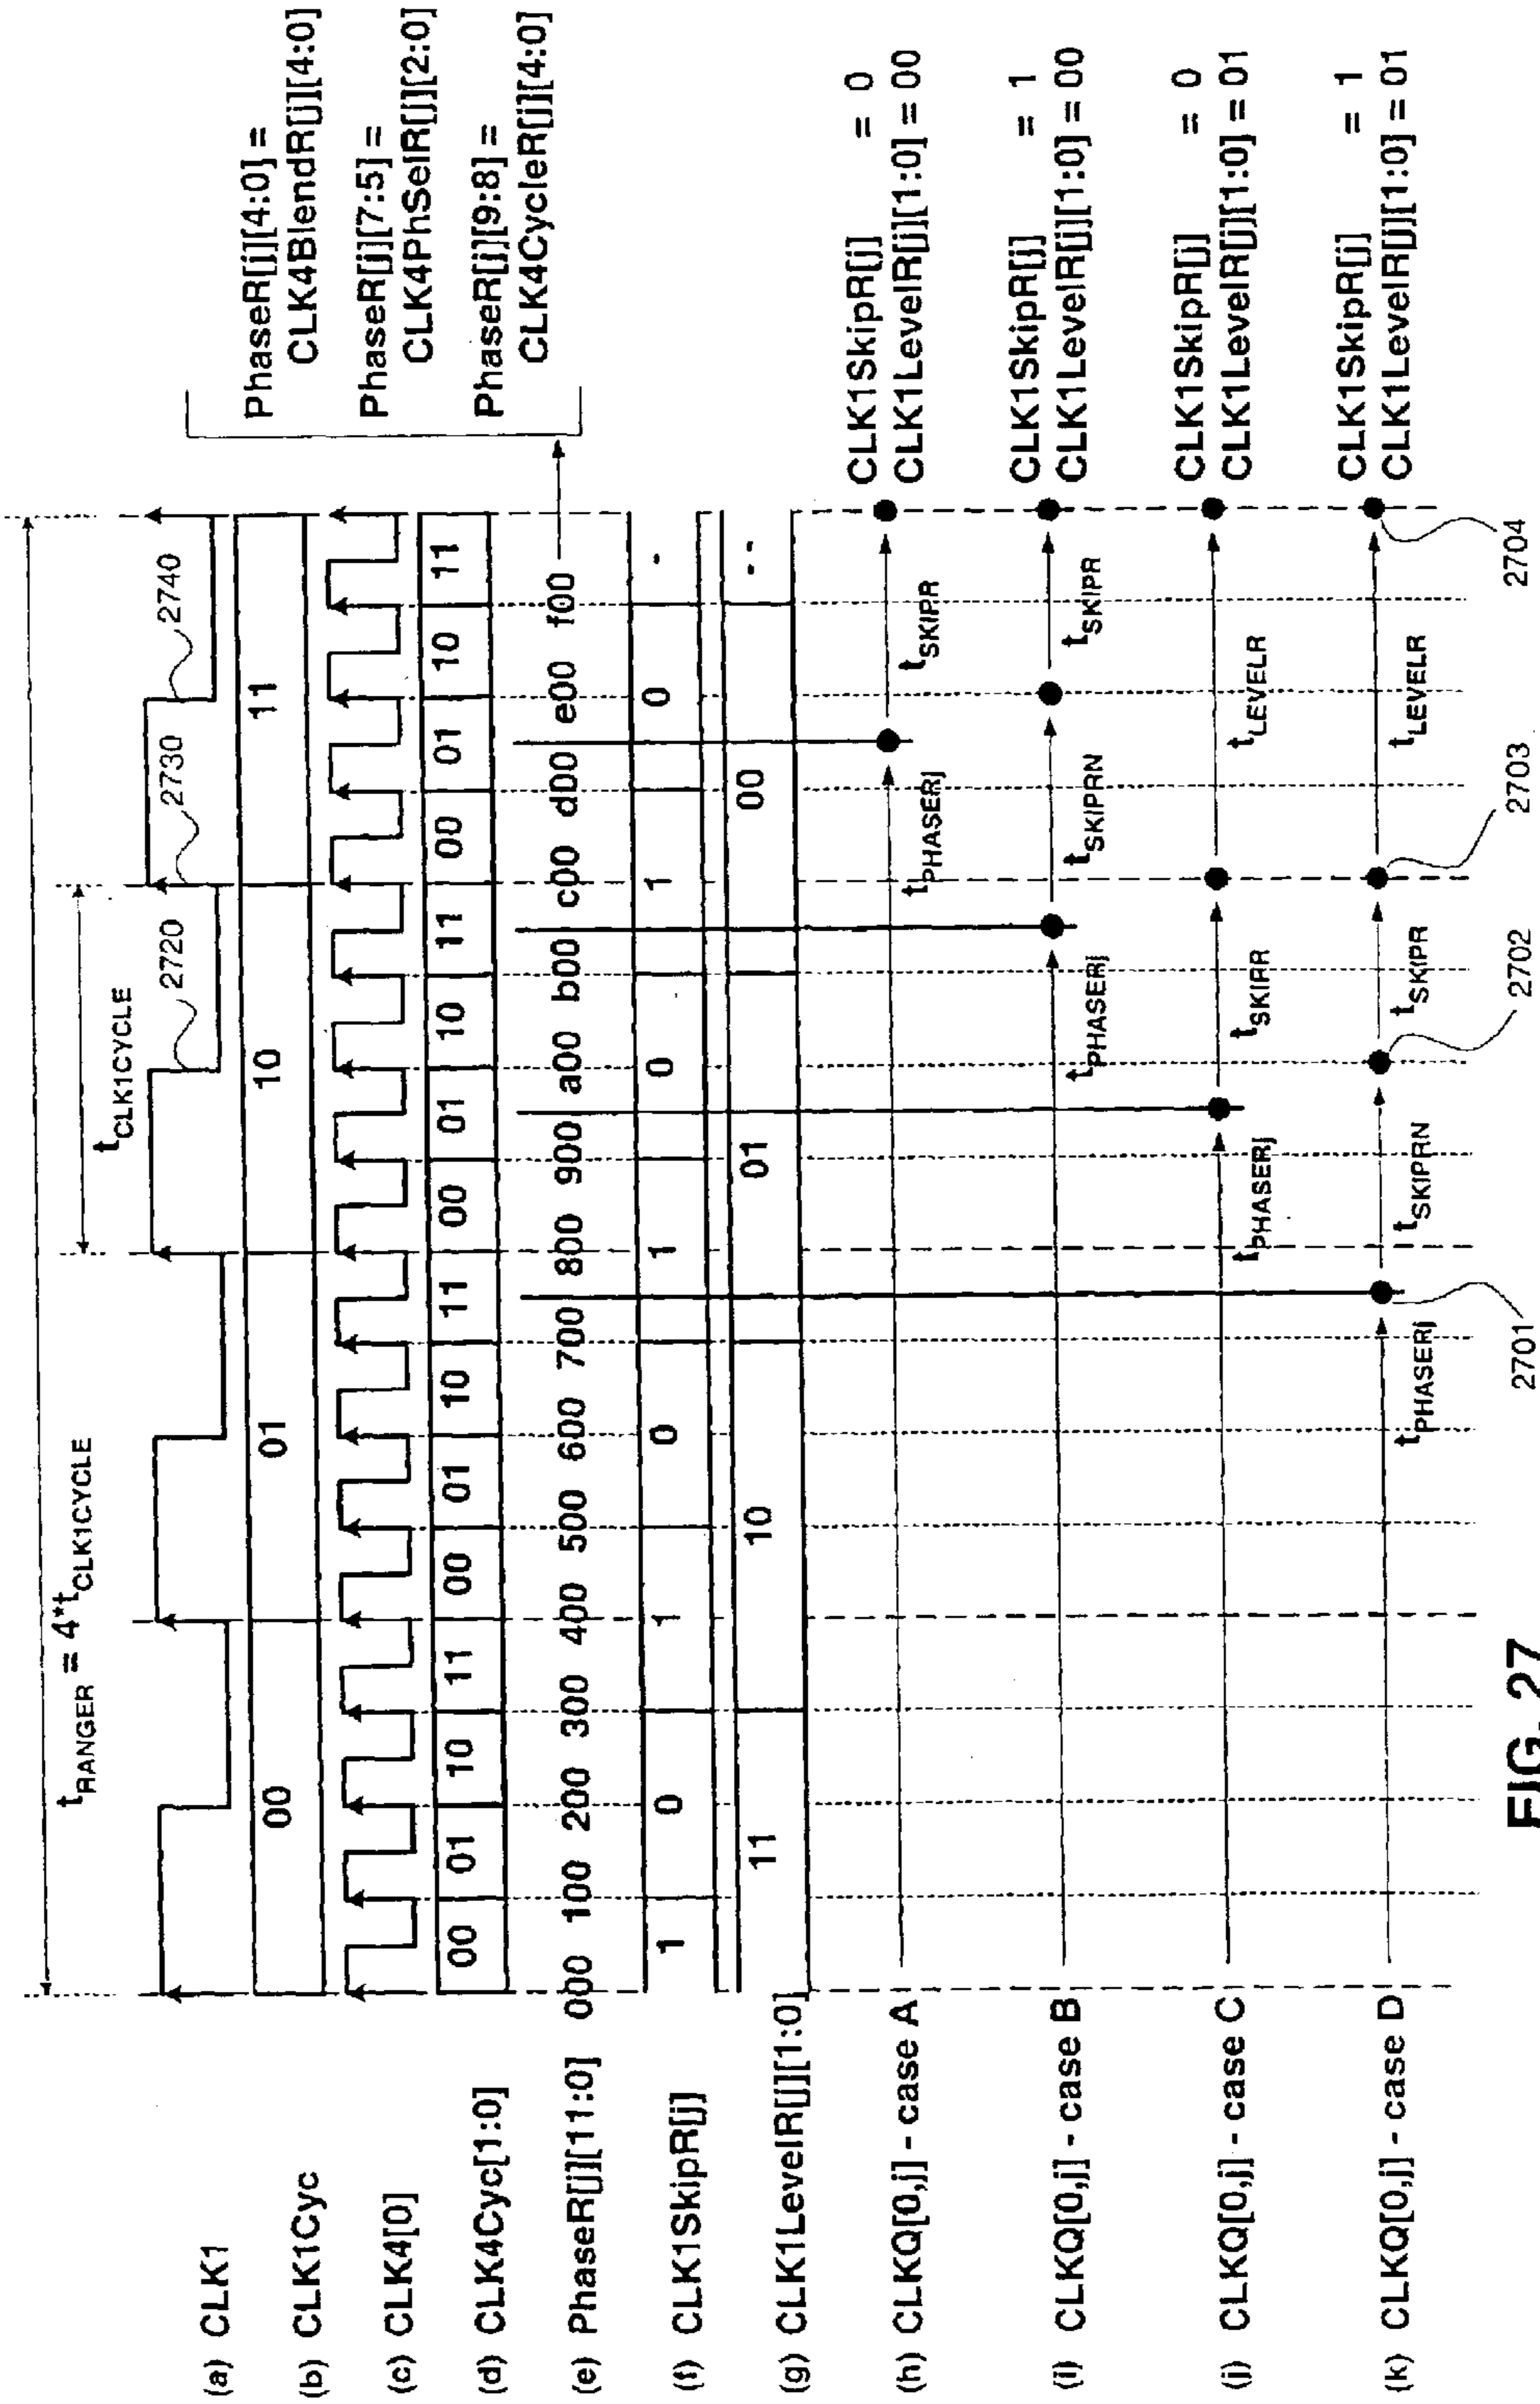 tRANGER = 4*tCLK1CYCLE
tCLK1CYCLE
(a) CLK1
2720
2730
2740
(b) CLK1Cyc
00 01 10 11
(c) CLK4[0]
(d) CLK4Cyc[1:0]
00 01 10 11 00 01 10 11 00 01 10 11 00 01 10 11
(e) PhaseR[j][11:0]
000 100 200 300 400 500 600 700 800 900 a00 b00 c00 d00 e00 f00
PhaseR[j][4:0] =
CLK4BlendR[j][4:0]
PhaseR[j][7:5] =
CLK4PhSelR[j][2:0]
PhaseR[j][9:8] =
CLK4CycleR[j][4:0]
(f) CLK1SkipR[j]
1 0 1 0 1 0 1 0 -
(g) CLK1LevelR[j][1:0]
11 10 01 00 --
(h) CLKQ[0,j] - case A
tPHASERj
tSKIPR
CLK1SkipR[j] = 0
CLK1LevelR[j][1:0] = 00
(i) CLKQ[0,j] - case B
tPHASERj
tSKIPRN
tSKIPR
CLK1SkipR[j] = 1
CLK1LevelR[j][1:0] = 00
(j) CLKQ[0,j] - case C
tPHASERj
tSKIPR
tLEVELR
CLK1SkipR[j] = 0
CLK1LevelR[j][1:0] = 01
(k) CLKQ[0,j] - case D
tPHASERj
tSKIPRN
tSKIPR
tLEVELR
CLK1SkipR[j] = 1
CLK1LevelR[j][1:0] = 01
2701
2702
2703
2704
FIG. 27